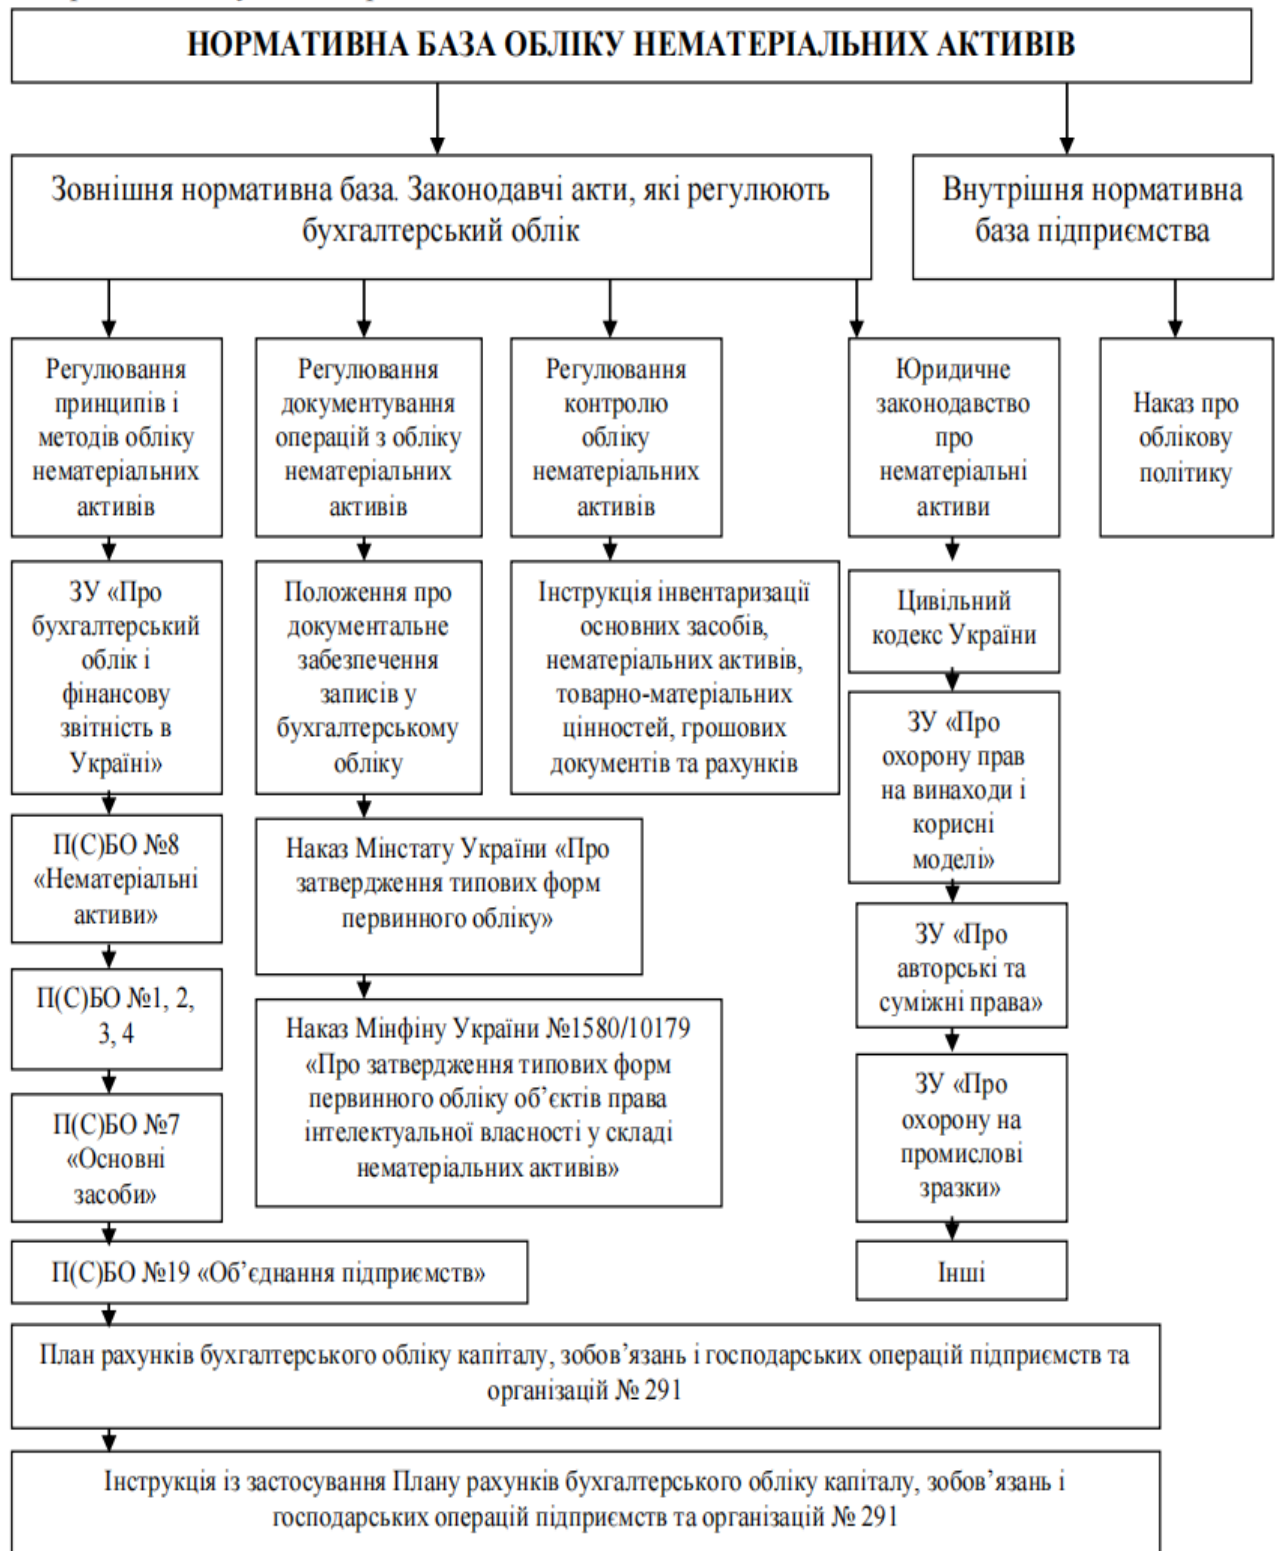 НОРМАТИВНА БАЗА ОБЛІКУ НЕМАТЕРІАЛЬНИХ АКТИВІВ
Зовнішня нормативна база. Законодавчі акти, які регулюють
бухгалтерський облік
Внутрішня нормативна
база підприємства
Регулювання
принципів і
методів обліку
нематеріальних
активів
Регулювання
документування
операцій з обліку
нематеріальних
активів
Регулювання
контролю
обліку
нематеріальних
активів
Юридичне
законодавство
про
нематеріальні
активи
Наказ про
облікову
політику
ЗУ «Про
бухгалтерський
облік і
фінансову
звітність в
Україні»
Положення про
документальне
забезпечення
записів у
бухгалтерському
обліку
Інструкція інвентаризації
основних засобів,
нематеріальних активів,
товарно-матеріальних
цінностей, грошових
документів та рахунків
Цивільний
кодекс України
ЗУ «Про
охорону прав
на винаходи і
корисні
моделі»
П(С)БО №8
«Нематеріальні
активи»
Наказ Мінстату України «Про
затвердження типових форм
первинного обліку»
ЗУ «Про
авторські та
суміжні права»
П(С)БО №1, 2,
3, 4
Наказ Мінфіну України №1580/10179
«Про затвердження типових форм
первинного обліку об’єктів права
інтелектуальної власності у складі
нематеріальних активів»
ЗУ «Про
охорону на
промислові
зразки»
П(С)БО №7
«Основні
засоби»
П(С)БО №19 «Об’єднання підприємств»
Інші
План рахунків бухгалтерського обліку капіталу, зобов’язань і господарських операцій підприємств та
організацій № 291
Інструкція із застосування Плану рахунків бухгалтерського обліку капіталу, зобов’язань і
господарських операцій підприємств та організацій № 291